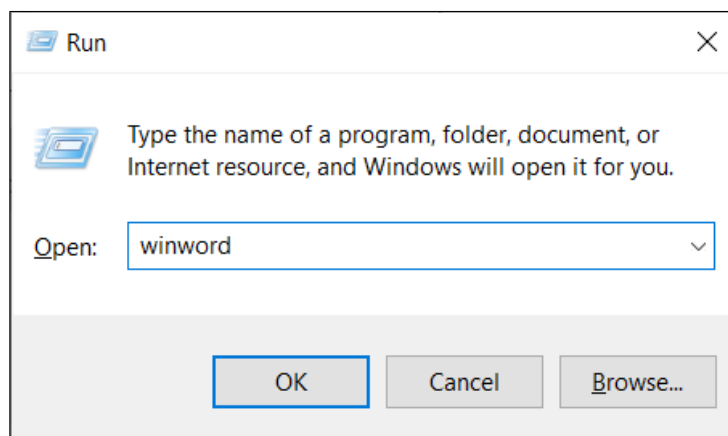 Run
Type the name of a program, folder, document, or
Internet resource, and Windows will open it for you.
Open: winword
OK Cancel Browse...